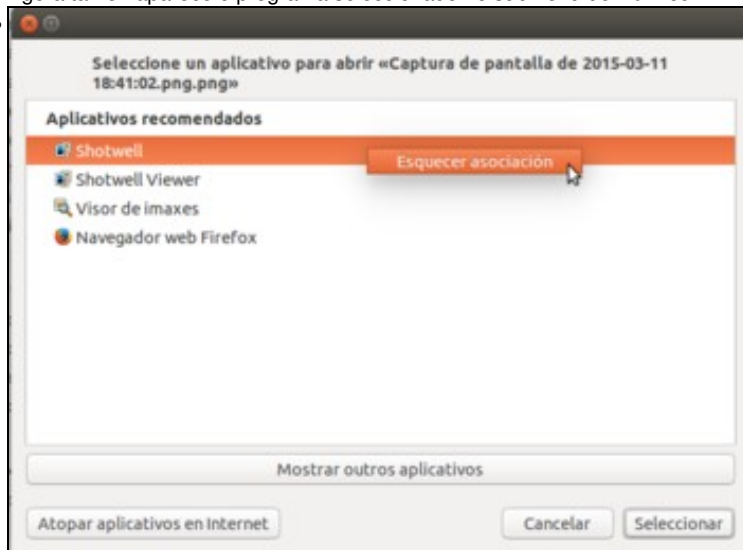 Seleccione un aplicativo para abrir «Captura de pantalla de 2015-03-11
18:41:02.png.png»
Aplicativos recomendados
Shotwell
Esquecer asociación
Shotwell Viewer
Visor de imaxes
Navegador web Firefox
Mostrar outros aplicativos
Atopar aplicativos en Internet
Cancelar
Seleccionar